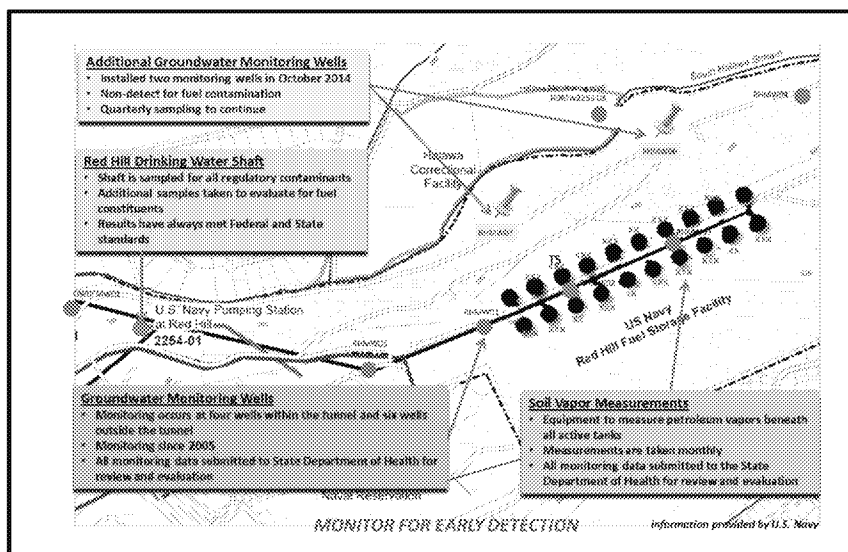 Additional Groundwater Monitoring Wells
• Installed two monitoring wells in October 2014
• Non-detect for fuel contamination
• Quarterly sampling to continue
Red Hill Drinking Water Shaft
• Shaft is sampled for all regulatory contaminants
• Additional samples taken to evaluate for fuel
constituents
• Results have always met Federal and State
standards
Halawa
Correctional
Facility
South Halawa Stream
U.S. Navy Pumping Station
at Red Hill
2254-01
US Navy
Red Hill Fuel Storage Facility
Groundwater Monitoring Wells
• Monitoring occurs at four wells within the tunnel and six wells
outside the tunnel
• Monitoring since 2005
• All monitoring data submitted to State Department of Health for
review and evaluation
Soil Vapor Measurements
• Equipment to measure petroleum vapors beneath
all active tanks
• Measurements are taken monthly
• All monitoring data submitted to the State
Department of Health for review and evaluation
Naval Reservation
MONITOR FOR EARLY DETECTION
Information provided by U.S. Navy